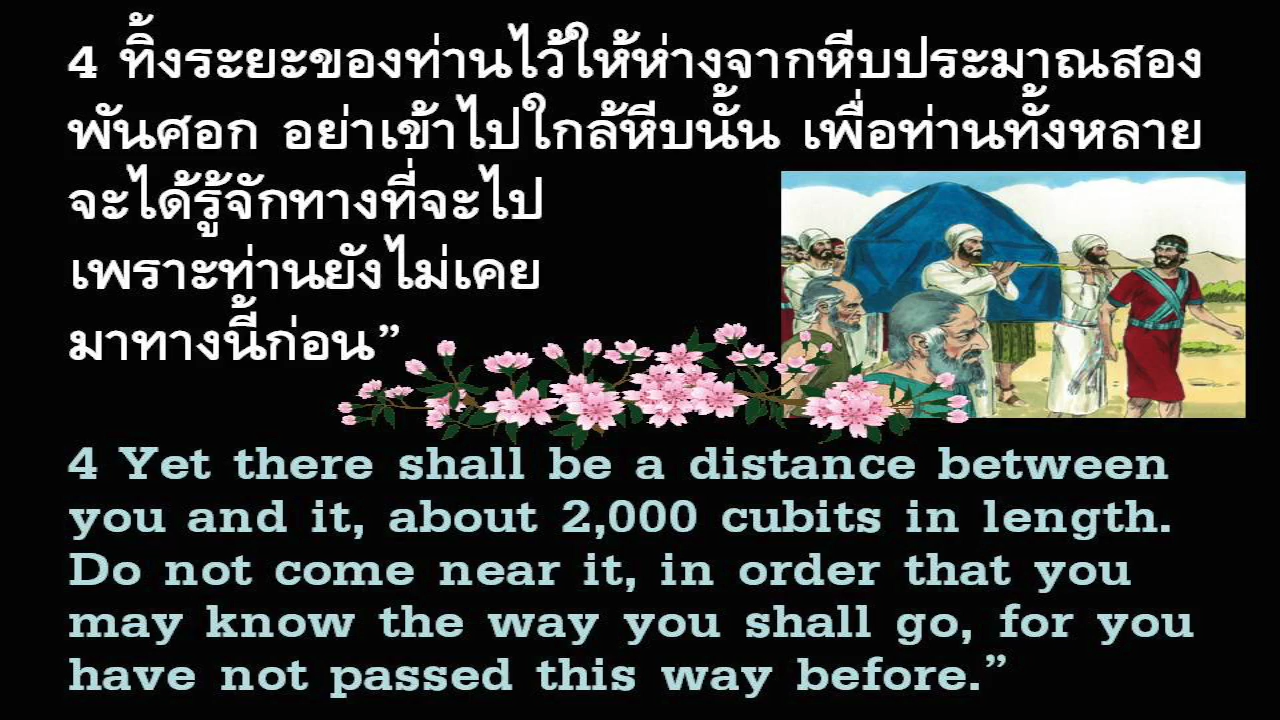 4 ทิ้งระยะของท่านไว้ให้ห่างจากหีบประมาณสอง
พันศอก อย่าเข้าไปใกล้หีบนั้น เพื่อท่านทั้งหลาย
จะได้รู้จักทางที่จะไป
เพราะท่านยังไม่เคย
มาทางนี้ก่อน”
4 Yet there shall be a distance between
you and it, about 2,000 cubits in length.
Do not come near it, in order that you
may know the way you shall go, for you
have not passed this way before.”